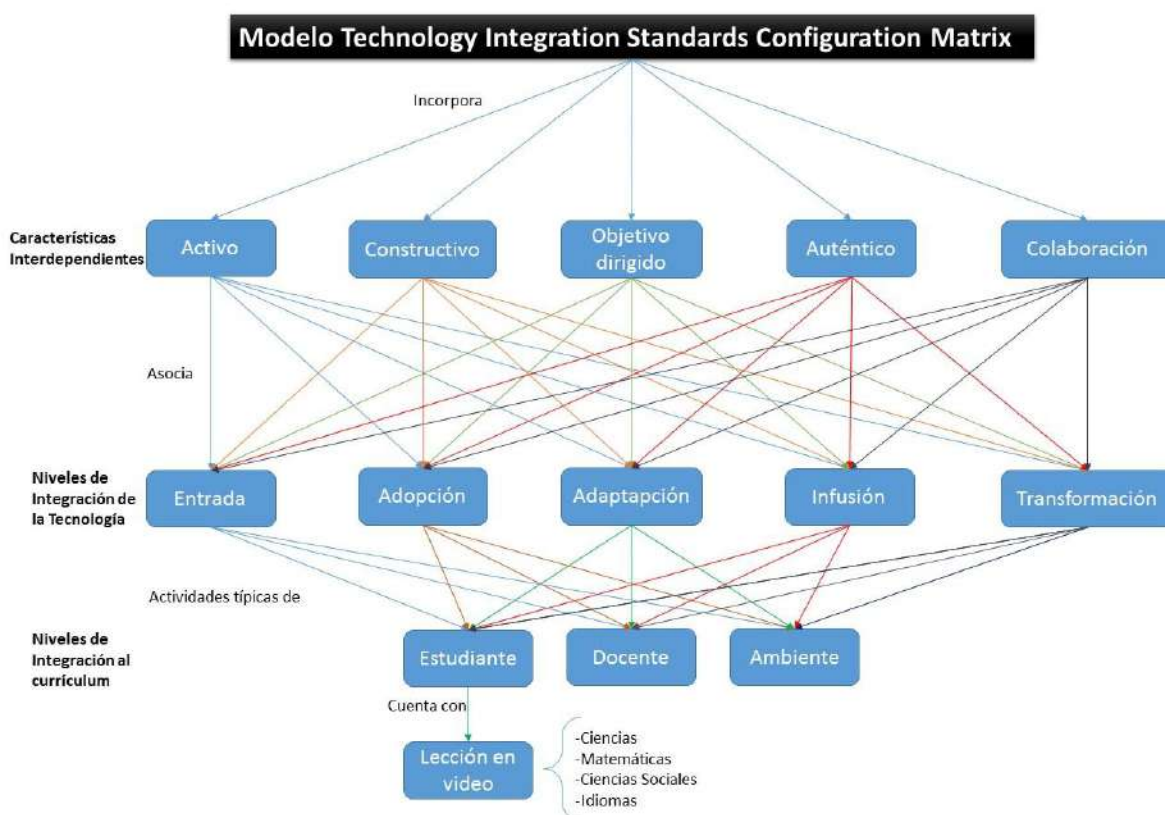 Modelo Technology Integration Standards Configuration Matrix
Incorpora
Características
Interdependientes
Activo
Constructivo
Objetivo
dirigido
Auténtico
Colaboración
Asocia
Niveles de
Integración de
la Tecnología
Entrada
Adopción
Adaptapción
Infusión
Transformación
Actividades típicas de
Niveles de
Integración al
currículum
Estudiante
Docente
Ambiente
Cuenta con
Lección en
video
-Ciencias
-Matemáticas
-Ciencias Sociales
-Idiomas